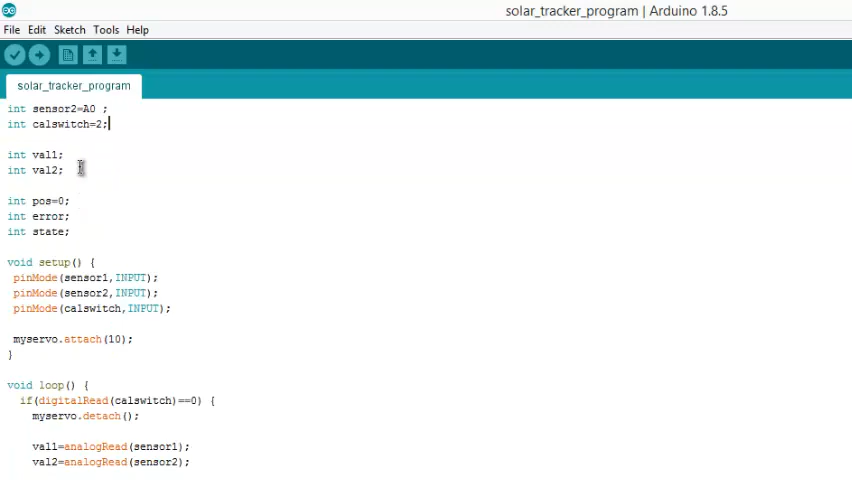 solar_tracker_program | Arduino 1.8.5
File Edit Sketch Tools Help
solar_tracker_program
int sensor2=A0 ;
int calswitch=2;
int val1;
int val2;
int pos=0;
int error;
int state;
void setup() {
pinMode(sensor1,INPUT);
pinMode(sensor2,INPUT);
pinMode(calswitch,INPUT);
myservo.attach(10);
}
void loop() {
if(digitalRead(calswitch)==0) {
myservo.detach();
val1=analogRead(sensor1);
val2=analogRead(sensor2);